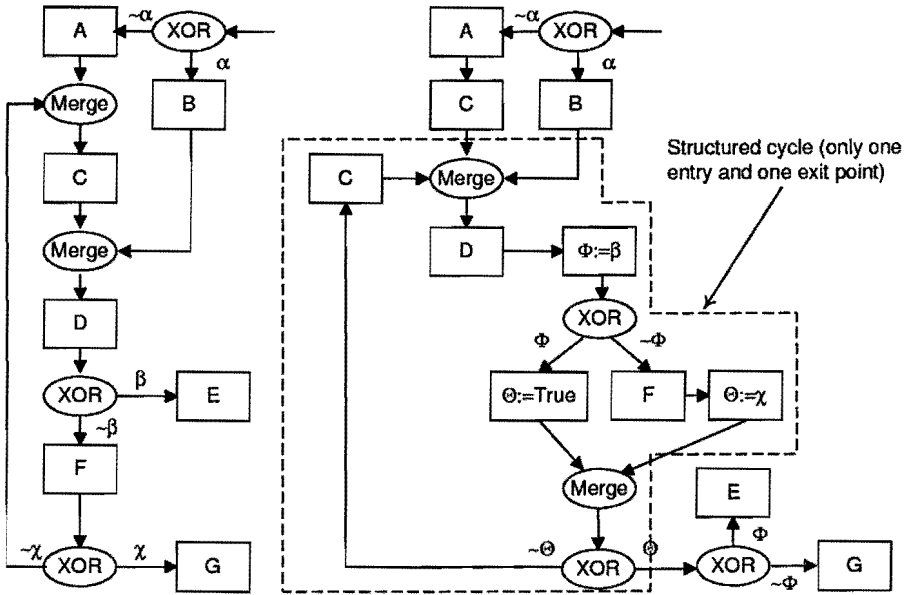 A
~α
XOR
α
B
Merge
C
Merge
D
XOR
β
E
~β
F
~χ
XOR
χ
G
A
~α
XOR
α
C
B
Structured cycle (only one
entry and one exit point)
C
Merge
D
Φ:=β
XOR
Φ
~Φ
Θ:=True
F
Θ:=χ
Merge
E
~Θ
XOR
Θ
XOR
Φ
~Φ
G